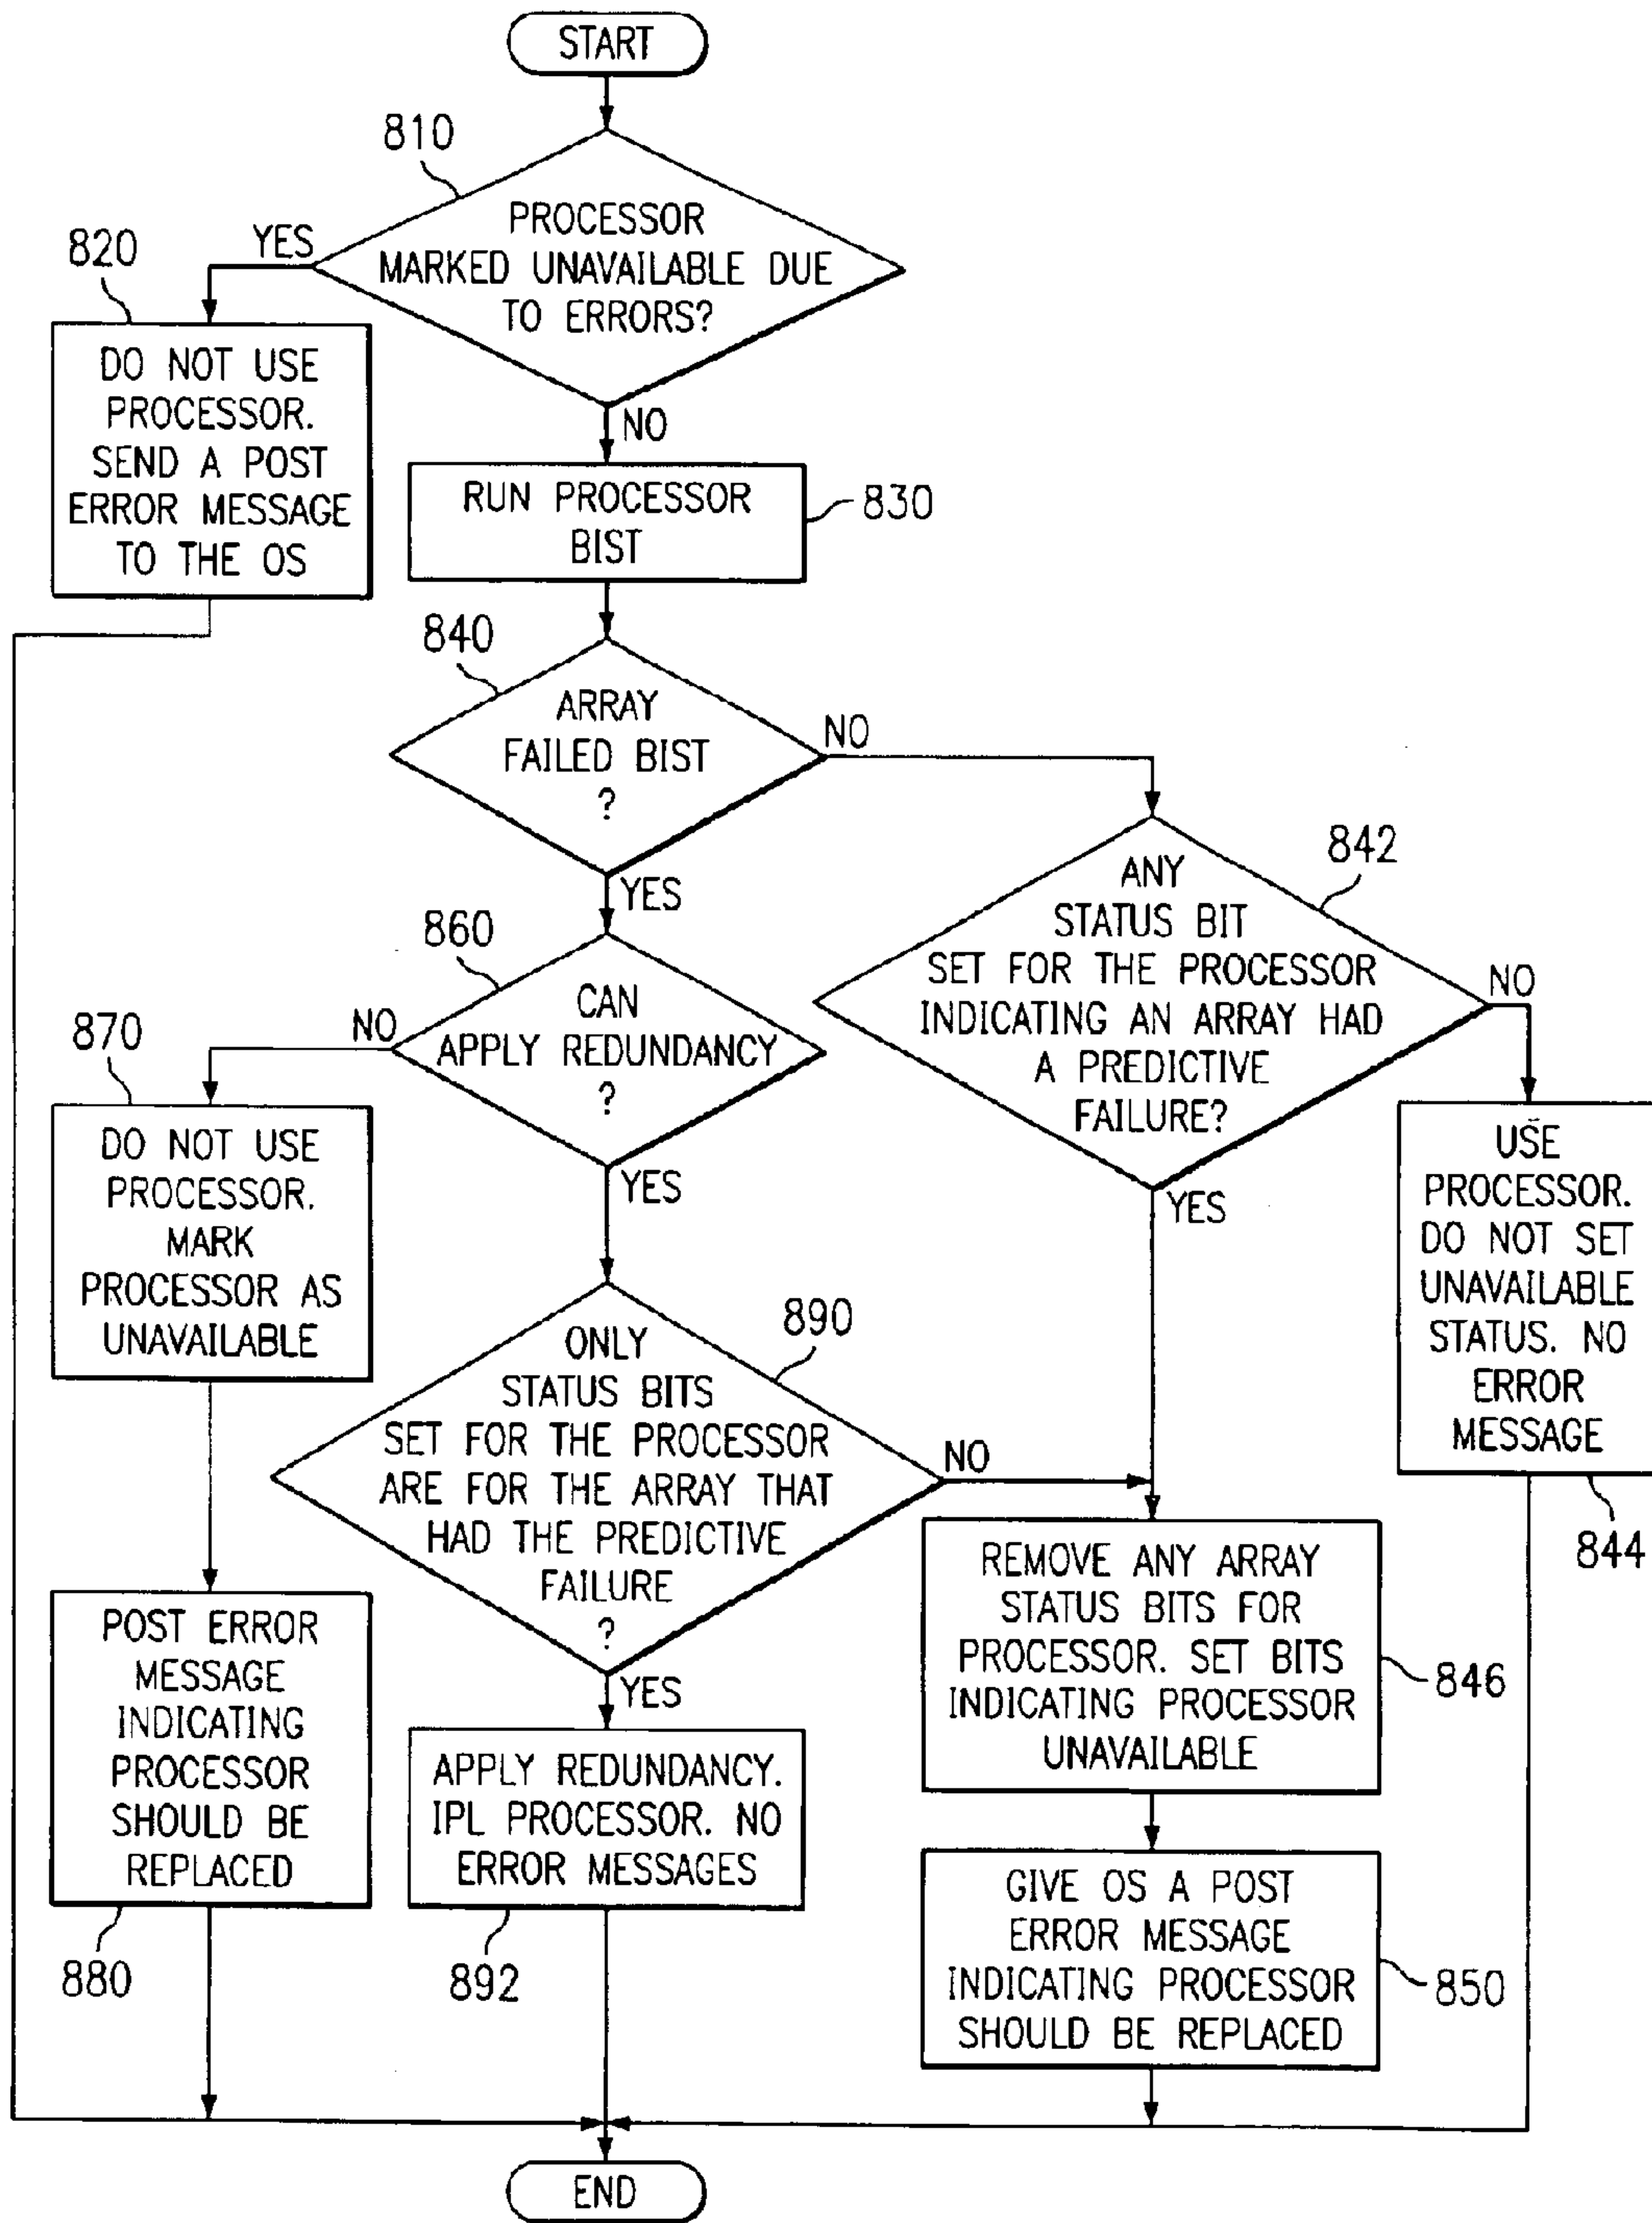 START
810
PROCESSOR
MARKED UNAVAILABLE DUE
TO ERRORS?
YES
820
DO NOT USE
PROCESSOR.
SEND A POST
ERROR MESSAGE
TO THE OS
NO
RUN PROCESSOR
BIST
830
840
ARRAY
FAILED BIST
?
NO
YES
842
ANY
STATUS BIT
SET FOR THE PROCESSOR
INDICATING AN ARRAY HAD
A PREDICTIVE
FAILURE?
NO
YES
860
CAN
APPLY REDUNDANCY
?
NO
YES
870
DO NOT USE
PROCESSOR.
MARK
PROCESSOR AS
UNAVAILABLE
USE
PROCESSOR.
DO NOT SET
UNAVAILABLE
STATUS. NO
ERROR
MESSAGE
844
890
ONLY
STATUS BITS
SET FOR THE PROCESSOR
ARE FOR THE ARRAY THAT
HAD THE PREDICTIVE
FAILURE
?
NO
YES
POST ERROR
MESSAGE
INDICATING
PROCESSOR
SHOULD BE
REPLACED
880
APPLY REDUNDANCY.
IPL PROCESSOR. NO
ERROR MESSAGES
892
REMOVE ANY ARRAY
STATUS BITS FOR
PROCESSOR. SET BITS
INDICATING PROCESSOR
UNAVAILABLE
846
GIVE OS A POST
ERROR MESSAGE
INDICATING PROCESSOR
SHOULD BE REPLACED
850
END